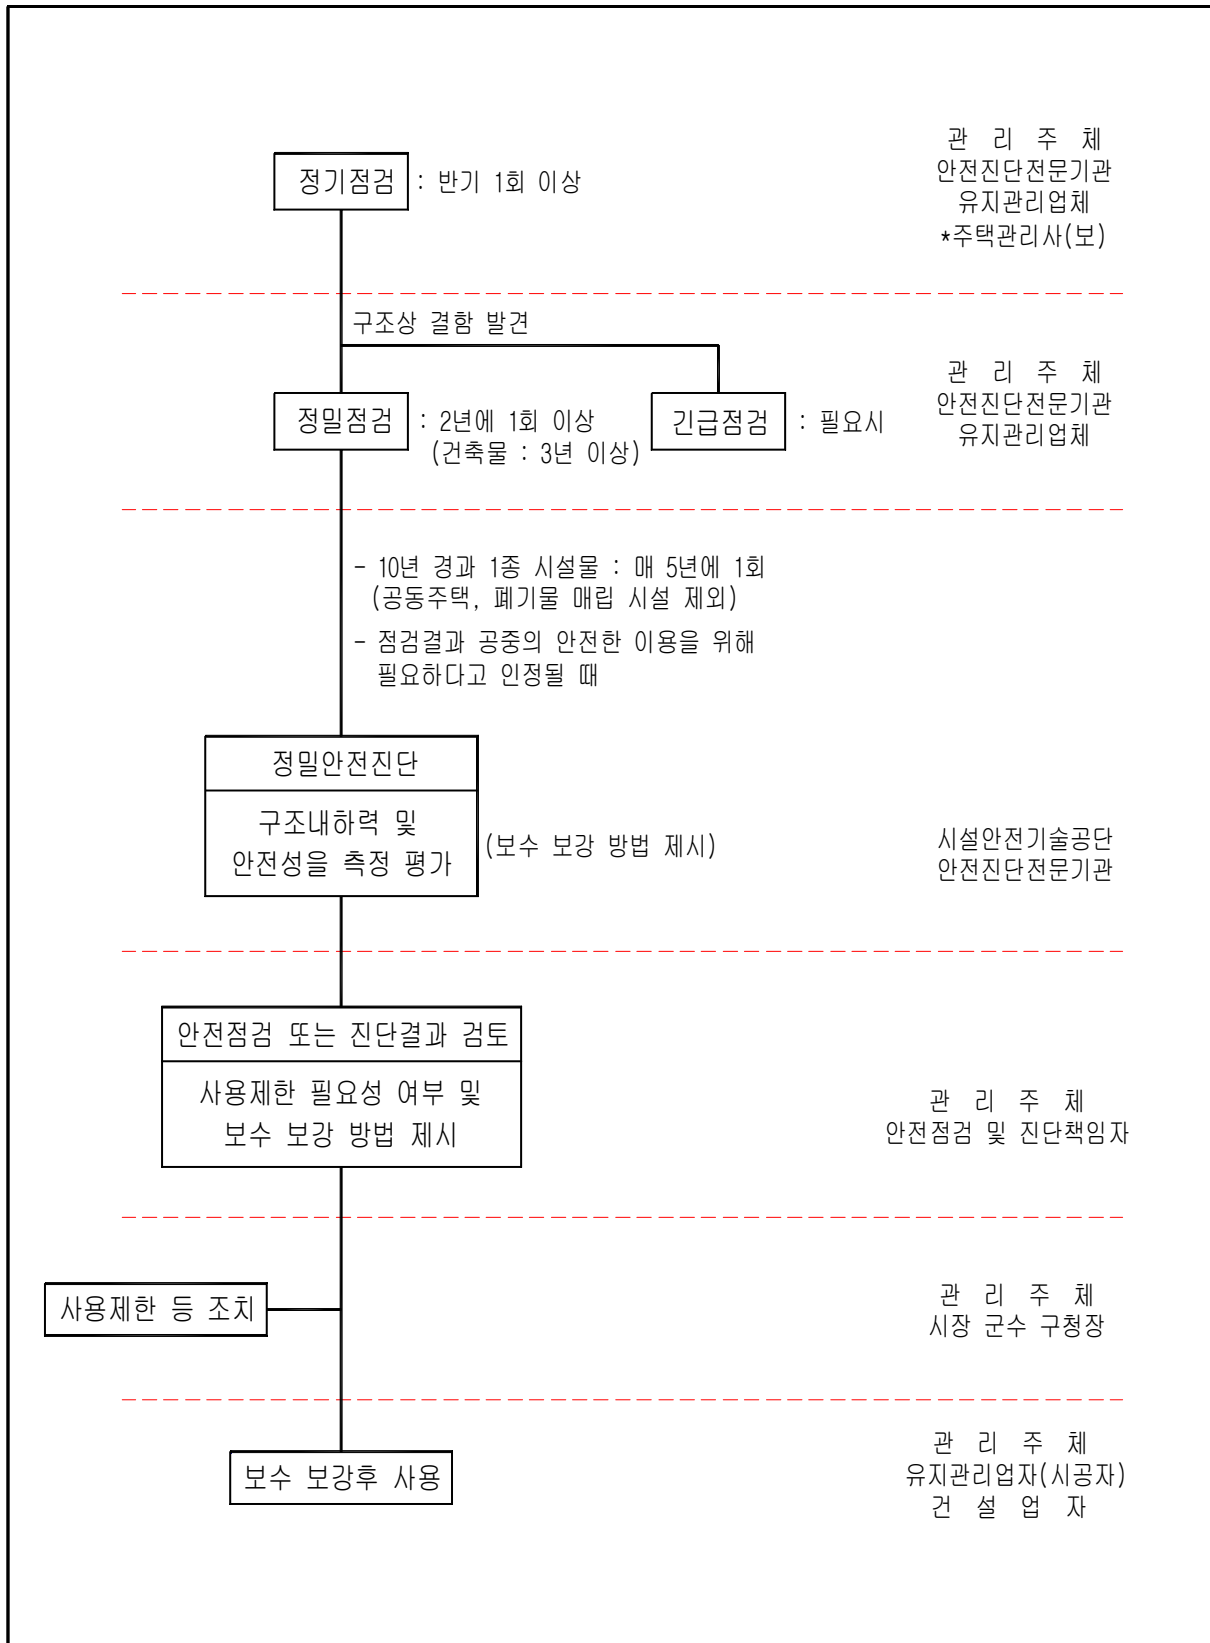 관 리 주 체
안전진단전문기관
유지관리업체
*주택관리사(보)
정기점검 : 반기 1회 이상
구조상 결함 발견
관 리 주 체
안전진단전문기관
유지관리업체
정밀점검 : 2년에 1회 이상
(건축물 : 3년 이상)
긴급점검 : 필요시
- 10년 경과 1종 시설물 : 매 5년에 1회
(공동주택, 폐기물 매립 시설 제외)
- 점검결과 공중의 안전한 이용을 위해
필요하다고 인정될 때
정밀안전진단
구조내하력 및
안전성을 측정 평가
(보수 보강 방법 제시)
시설안전기술공단
안전진단전문기관
안전점검 또는 진단결과 검토
사용제한 필요성 여부 및
보수 보강 방법 제시
관 리 주 체
안전점검 및 진단책임자
사용제한 등 조치
관 리 주 체
시장 군수 구청장
보수 보강후 사용
관 리 주 체
유지관리업자(시공자)
건 설 업 자